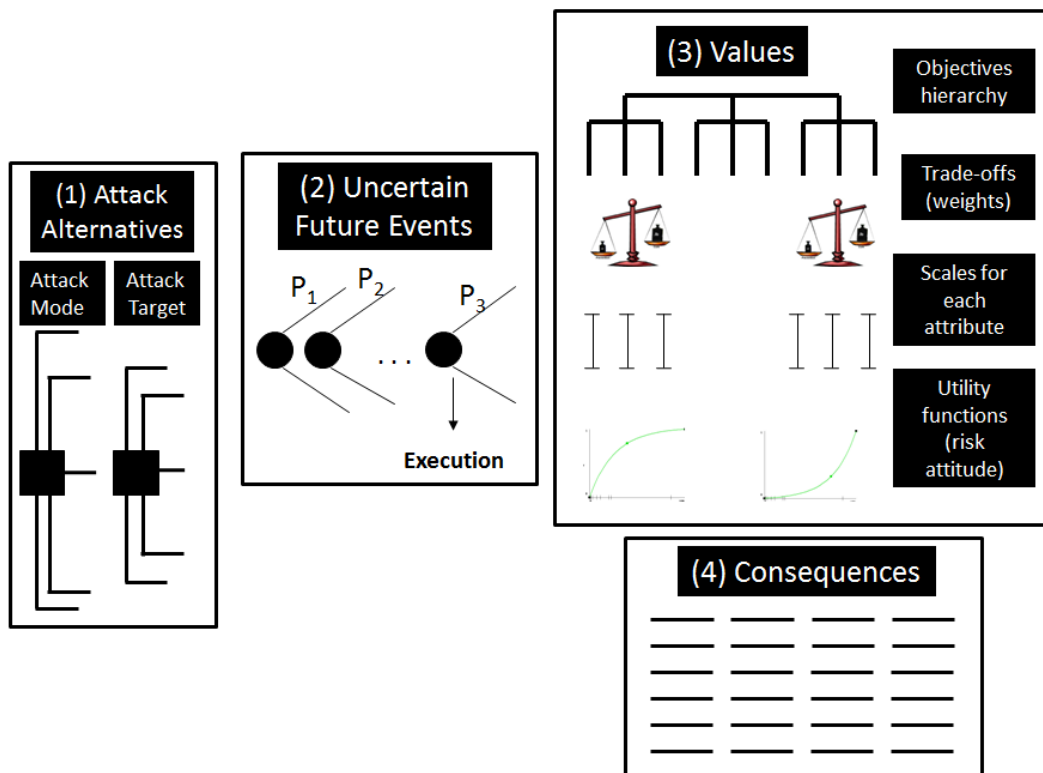 (1) Attack
Alternatives
Attack
Mode
Attack
Target
(2) Uncertain
Future Events
P1
P2
P3
. . .
Execution
(3) Values
Objectives
hierarchy
Trade-offs
(weights)
Scales for
each
attribute
Utility
functions
(risk
attitude)
(4) Consequences